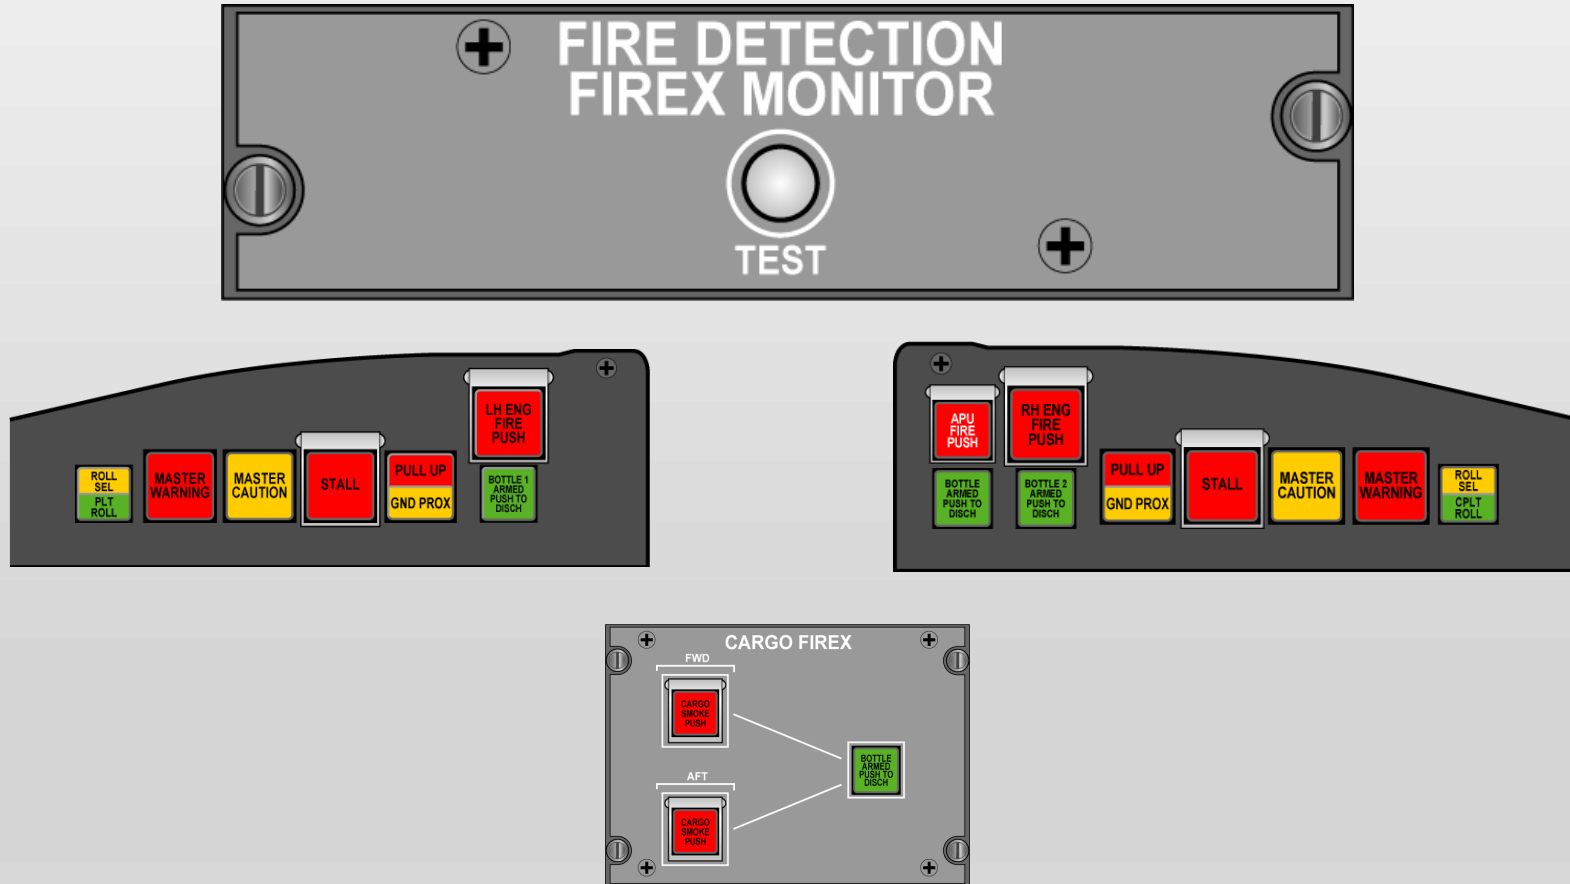 FIRE DETECTION
FIREX MONITOR
TEST
ROLL
SEL
PLT
ROLL
MASTER
WARNING
MASTER
CAUTION
STALL
PULL UP
GND PROX
LH ENG
FIRE
PUSH
BOTTLE 1
ARMED
PUSH TO
DISCH
APU
FIRE
PUSH
BOTTLE
ARMED
PUSH TO
DISCH
RH ENG
FIRE
PUSH
BOTTLE 2
ARMED
PUSH TO
DISCH
PULL UP
GND PROX
STALL
MASTER
CAUTION
MASTER
WARNING
ROLL
SEL
CPLT
ROLL
CARGO FIREX
FWD
CARGO
SMOKE
PUSH
AFT
CARGO
SMOKE
PUSH
BOTTLE
ARMED
PUSH TO
DISCH